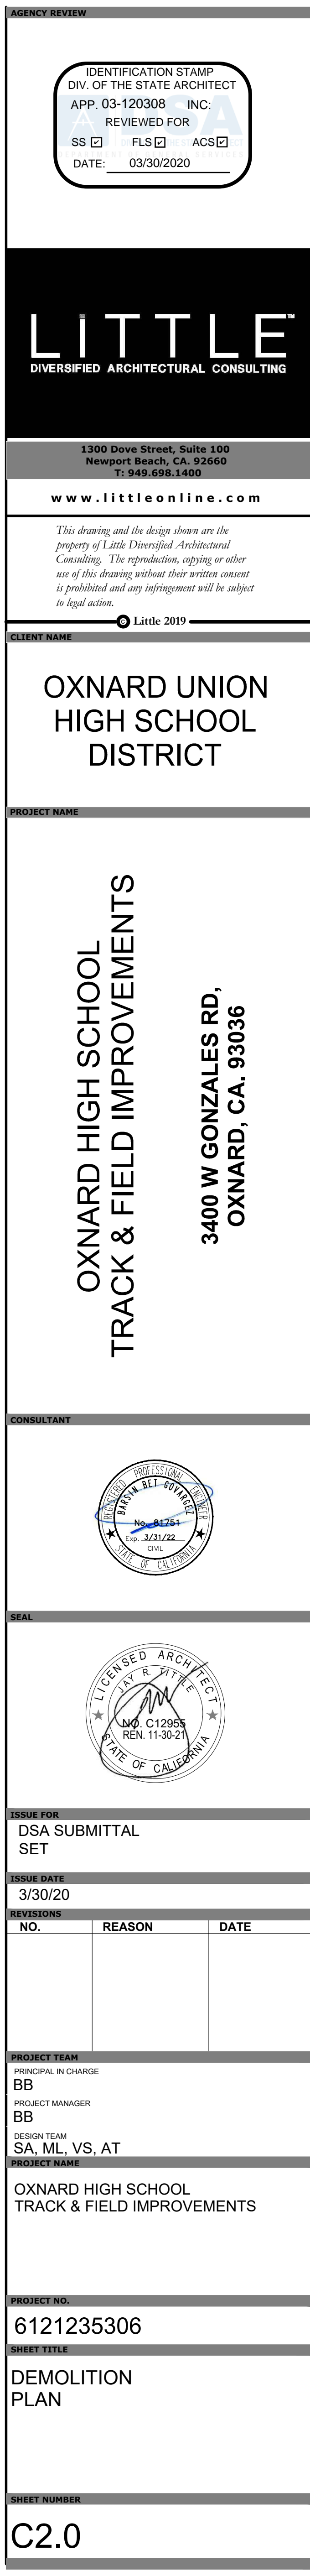 AGENCY REVIEW
IDENTIFICATION STAMP
DIV. OF THE STATE ARCHITECT
APP. 03-120308 INC:
REVIEWED FOR
SS ☑ FLS ☑ ACS ☑
DATE: 03/30/2020
DSA
LiTTLE
DIVERSIFIED ARCHITECTURAL CONSULTING
1300 Dove Street, Suite 100
Newport Beach, CA. 92660
T: 949.698.1400
www.littleonline.com
This drawing and the design shown are the
property of Little Diversified Architectural
Consulting. The reproduction, copying or other
use of this drawing without their written consent
is prohibited and any infringement will be subject
to legal action.
© Little 2019
CLIENT NAME
OXNARD UNION
HIGH SCHOOL
DISTRICT
PROJECT NAME
OXNARD HIGH SCHOOL
TRACK & FIELD IMPROVEMENTS
3400 W GONZALES RD,
OXNARD, CA. 93036
CONSULTANT
REGISTERED PROFESSIONAL ENGINEER
BARSIN BET GOVARGEZ
No. 81751
Exp. 3/31/22
CIVIL
STATE OF CALIFORNIA
SEAL
LICENSED ARCHITECT
JAY R. TITTLE
NO. C12955
REN. 11-30-21
STATE OF CALIFORNIA
ISSUE FOR
DSA SUBMITTAL
SET
ISSUE DATE
3/30/20
REVISIONS
NO. REASON DATE
PROJECT TEAM
PRINCIPAL IN CHARGE
BB
PROJECT MANAGER
BB
DESIGN TEAM
SA, ML, VS, AT
PROJECT NAME
OXNARD HIGH SCHOOL
TRACK & FIELD IMPROVEMENTS
PROJECT NO.
6121235306
SHEET TITLE
DEMOLITION
PLAN
SHEET NUMBER
C2.0